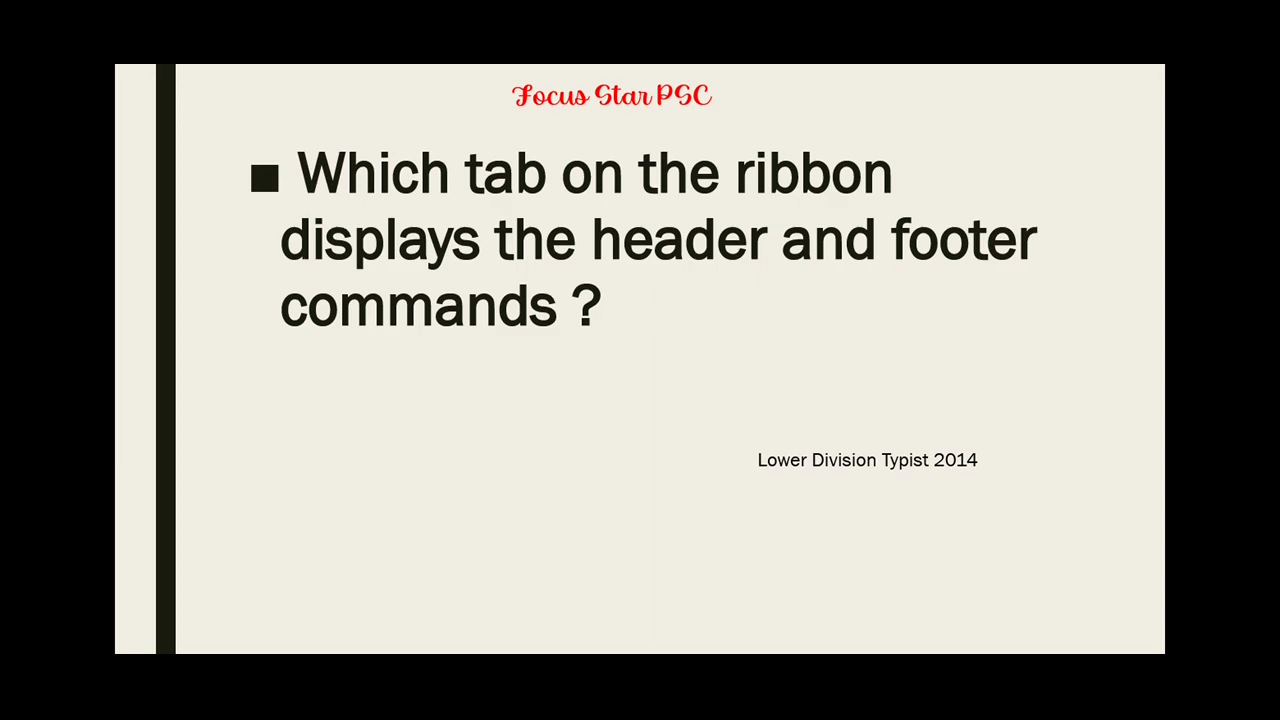 Focus Star PSC
■ Which tab on the ribbon
displays the header and footer
commands ?
Lower Division Typist 2014